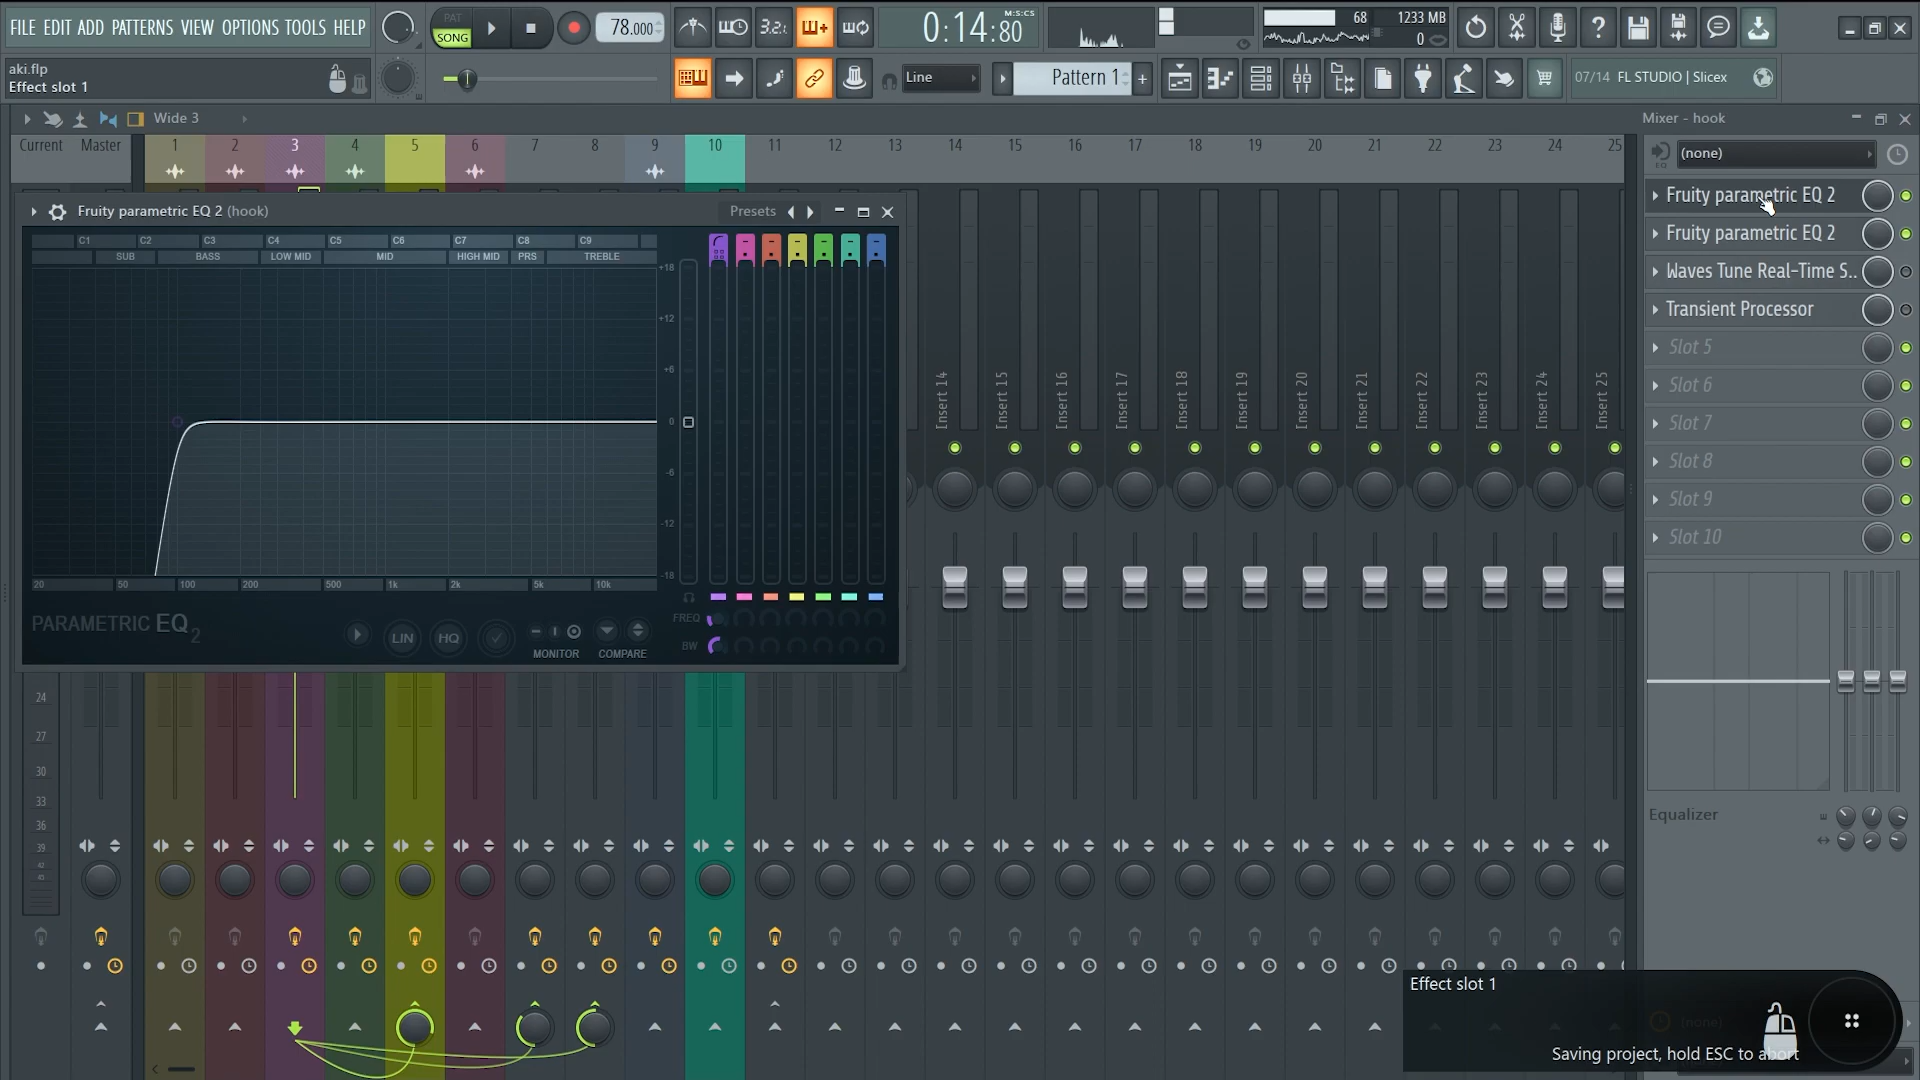 FILE EDIT ADD PATTERNS VIEW OPTIONS TOOLS HELP
PAT
SONG
78.000
3.2.1
0:14:80
M:S:CS
68
1233 MB
0
aki.flp
Effect slot 1
Line
Pattern 1
07/14 FL STUDIO | Slicex
Wide 3
Mixer - hook
Current Master 1 2 3 4 5 6 7 8 9 10 11 12 13 14 15 16 17 18 19 20 21 22 23 24 25
(none)
Fruity parametric EQ 2
Fruity parametric EQ 2
Waves Tune Real-Time S..
Transient Processor
Slot 5
Slot 6
Slot 7
Slot 8
Slot 9
Slot 10
Equalizer
Fruity parametric EQ 2 (hook)
Presets
C1 C2 C3 C4 C5 C6 C7 C8 C9
SUB BASS LOW MID MID HIGH MID PRS TREBLE
+18
+12
+6
0
-6
-12
-18
20 50 100 200 500 1k 2k 5k 10k
PARAMETRIC EQ 2
LIN
HQ
MONITOR
COMPARE
FREQ
BW
Insert 14
Insert 15
Insert 16
Insert 17
Insert 18
Insert 19
Insert 20
Insert 21
Insert 22
Insert 23
Insert 24
Insert 25
24
27
30
33
36
39
42
45
Effect slot 1
(none)
Saving project, hold ESC to abort